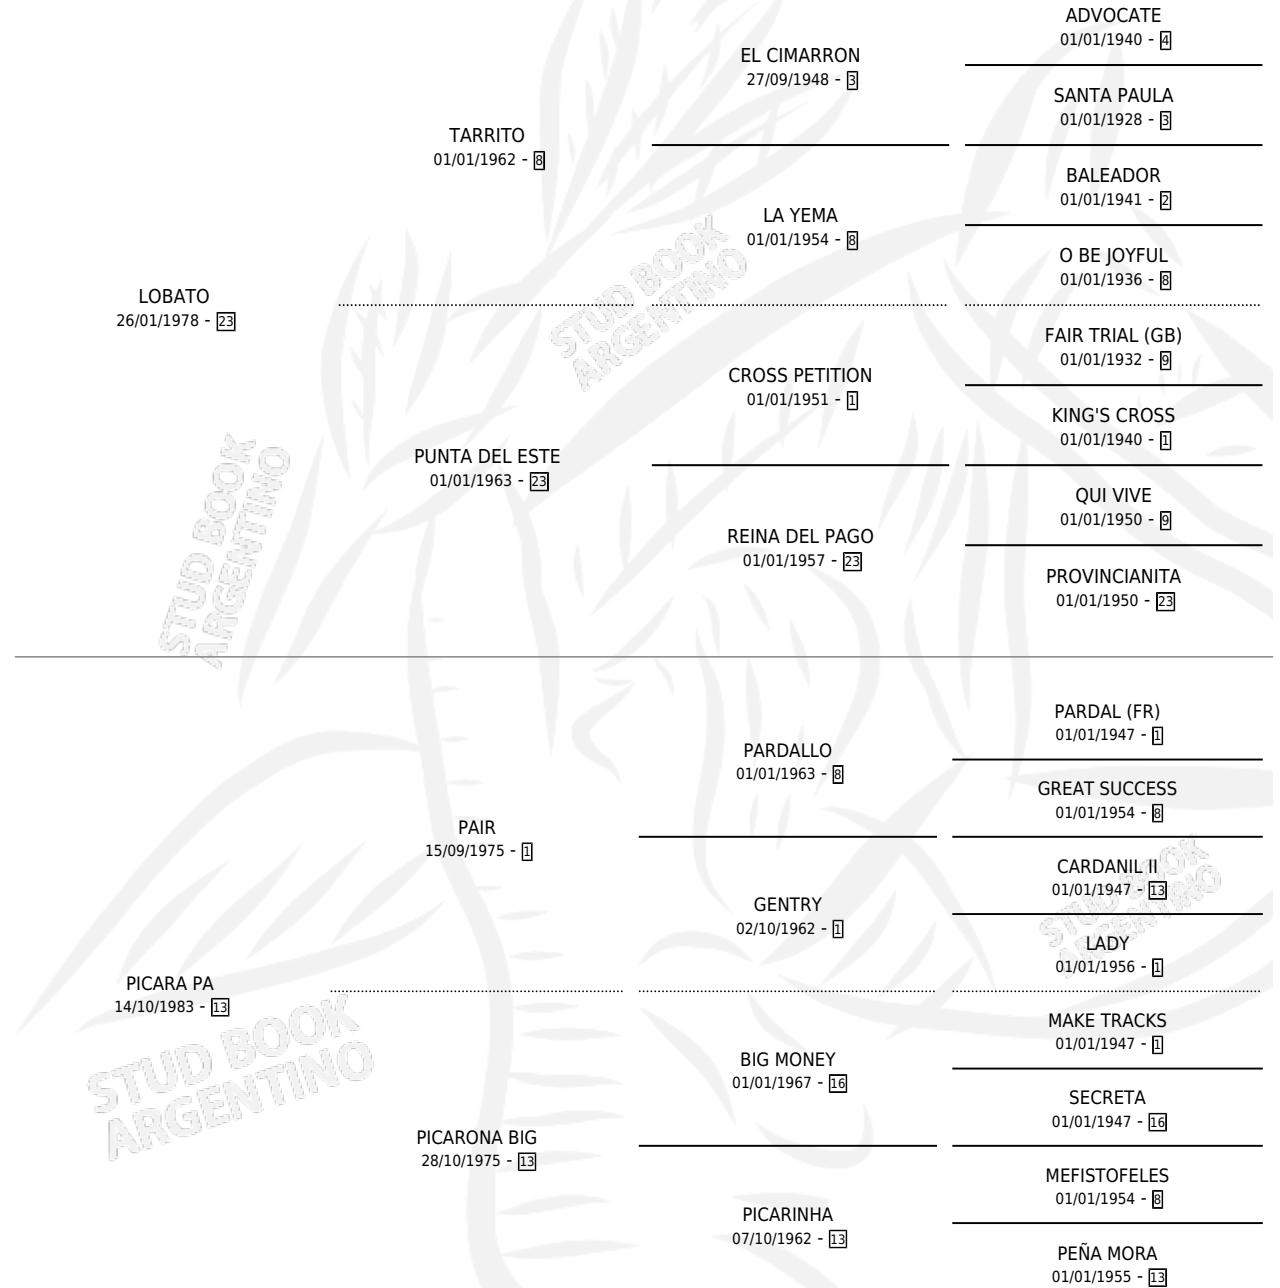 ADVOCATE
01/01/1940 - 4
EL CIMARRON
27/09/1948 - 3
SANTA PAULA
01/01/1928 - 3
TARRITO
01/01/1962 - 8
BALEADOR
01/01/1941 - 2
LA YEMA
01/01/1954 - 8
O BE JOYFUL
01/01/1936 - 8
LOBATO
26/01/1978 - 23
FAIR TRIAL (GB)
01/01/1932 - 9
CROSS PETITION
01/01/1951 - 1
KING'S CROSS
01/01/1940 - 1
PUNTA DEL ESTE
01/01/1963 - 23
QUI VIVE
01/01/1950 - 9
REINA DEL PAGO
01/01/1957 - 23
PROVINCIANITA
01/01/1950 - 23
PARDAL (FR)
01/01/1947 - 1
PARDALLO
01/01/1963 - 8
GREAT SUCCESS
01/01/1954 - 8
PAIR
15/09/1975 - 1
CARDANIL II
01/01/1947 - 13
GENTRY
02/10/1962 - 1
LADY
01/01/1956 - 1
PICARA PA
14/10/1983 - 13
MAKE TRACKS
01/01/1947 - 1
BIG MONEY
01/01/1967 - 16
SECRETA
01/01/1947 - 16
PICARONA BIG
28/10/1975 - 13
MEFISTOFELES
01/01/1954 - 8
PICARINHA
07/10/1962 - 13
PEÑA MORA
01/01/1955 - 13
STUD BOOK
ARGENTINO
STUD BOOK
ARGENTINO
STUD BOOK
ARGENTINO
STUD BOOK
ARGENTINO